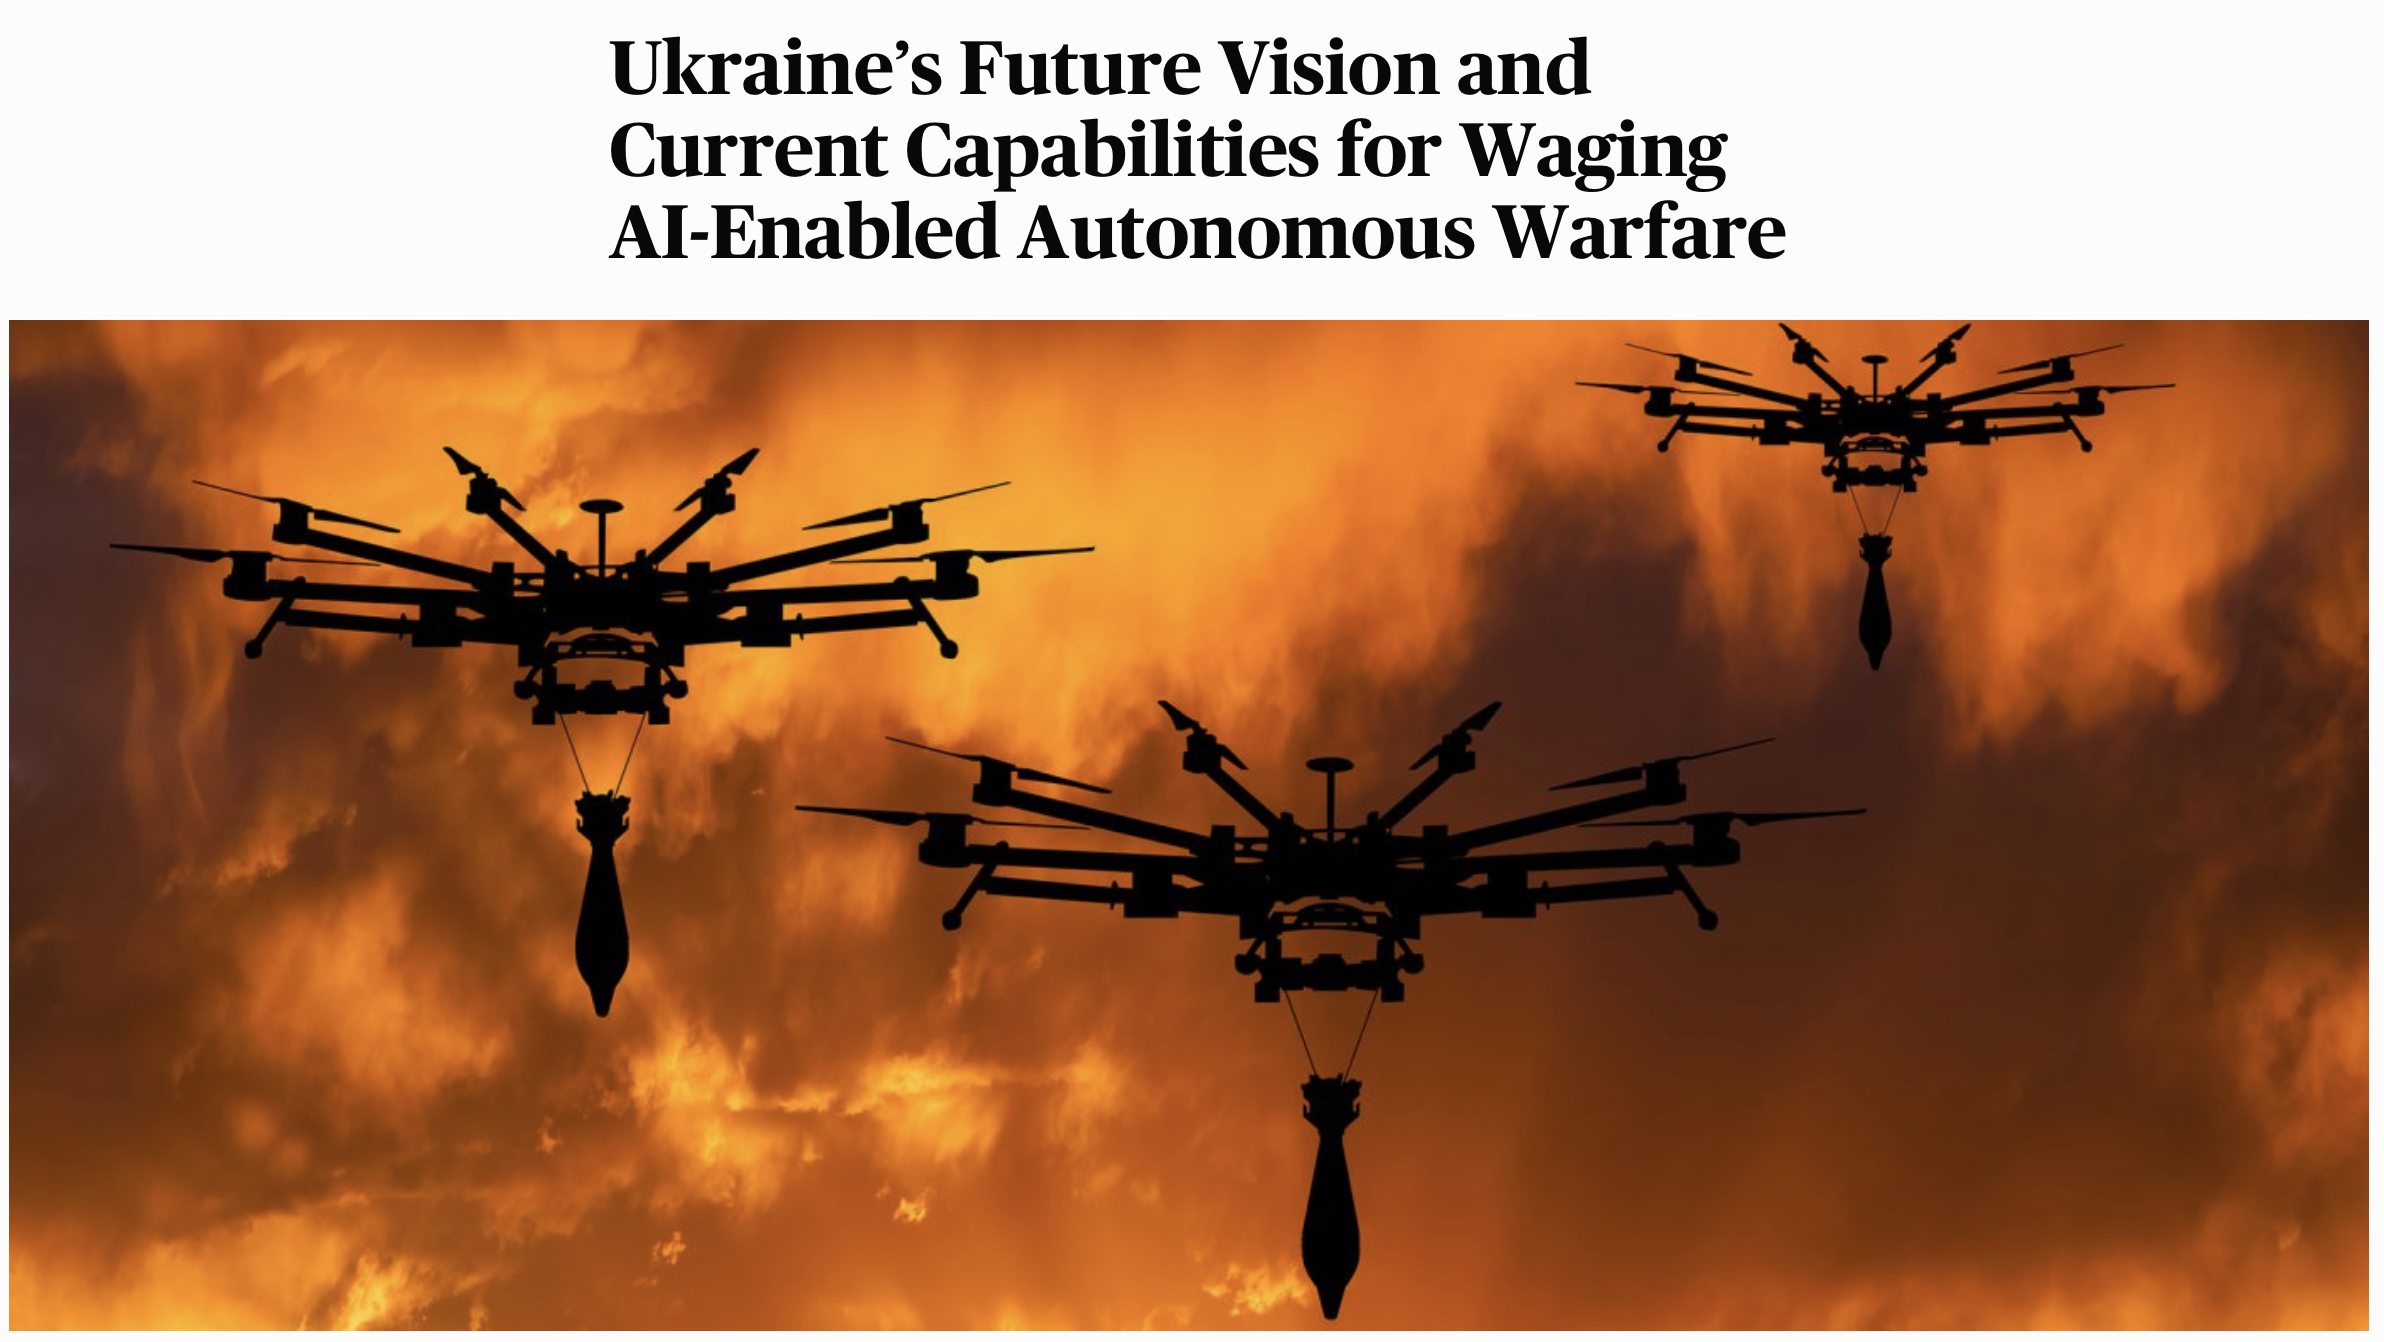 Ukraine’s Future Vision and
Current Capabilities for Waging
AI-Enabled Autonomous Warfare